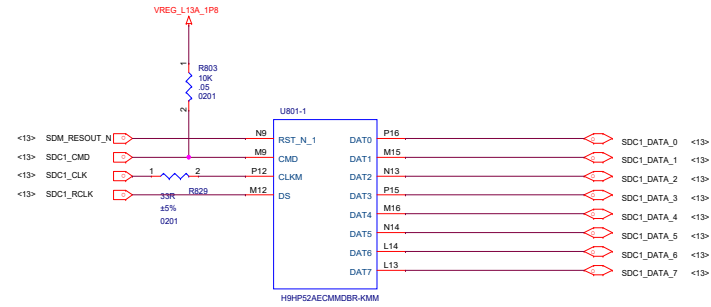 VREG_L13A_1P8
1
R803
10K
.05
0201
2
U801-1
<13> SDM_RESOUT_N N9 RST_N_1 DAT0 P16 SDC1_DATA_0 <13>
<13> SDC1_CMD M9 CMD DAT1 M15 SDC1_DATA_1 <13>
<13> SDC1_CLK 1 2 P12 CLKM DAT2 N13 SDC1_DATA_2 <13>
<13> SDC1_RCLK 33R R829 M12 DS DAT3 P15 SDC1_DATA_3 <13>
±5%
0201
DAT4 M16 SDC1_DATA_4 <13>
DAT5 N14 SDC1_DATA_5 <13>
DAT6 L14 SDC1_DATA_6 <13>
DAT7 L13 SDC1_DATA_7 <13>
H9HP52AECMMDBR-KMM